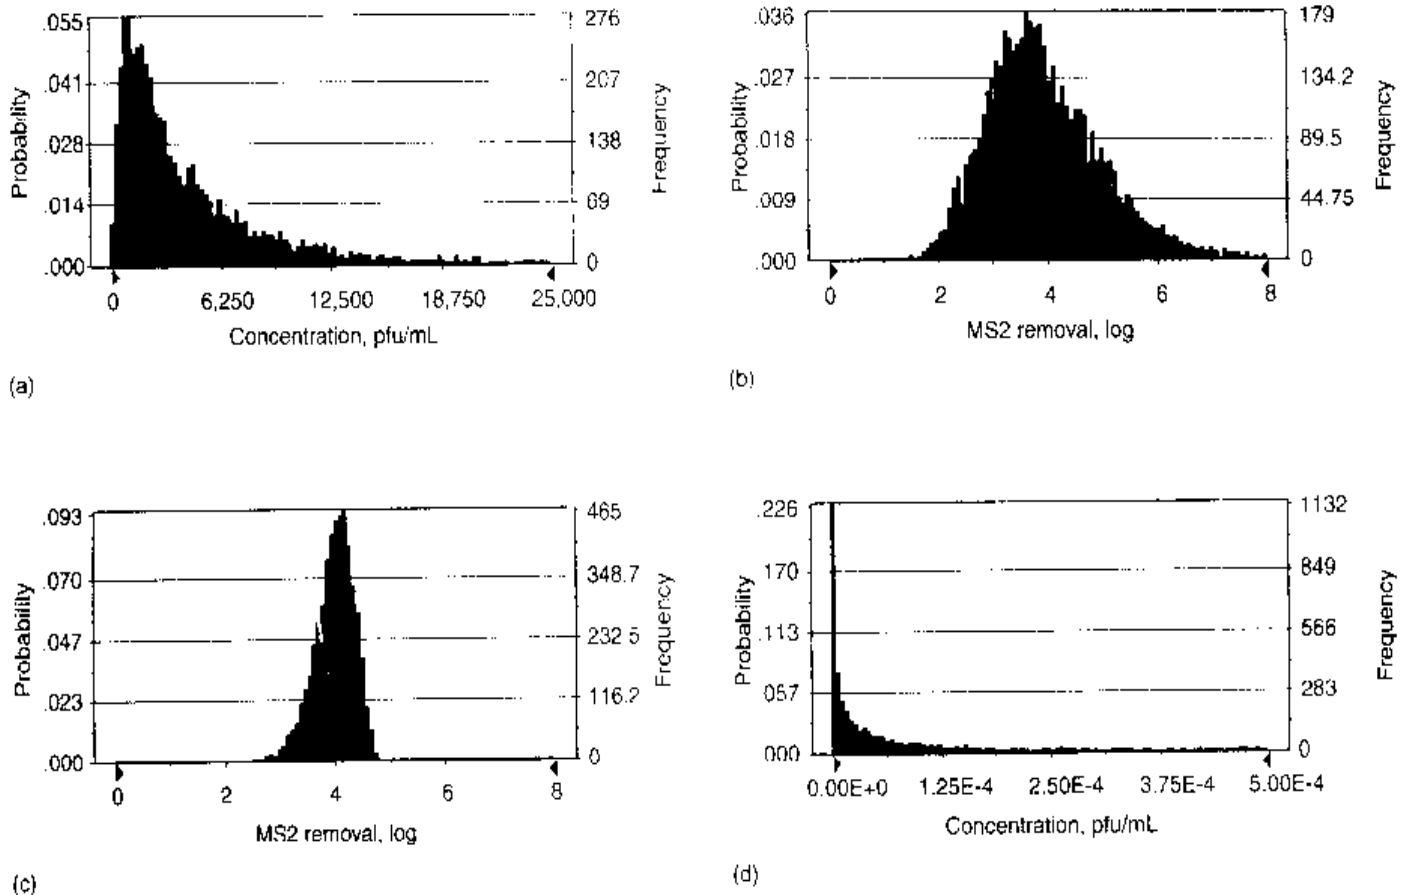 .055
.041
.028
.014
.000
Probability
276
207
138
69
0
Frequency
0 6,250 12,500 18,750 25,000
Concentration, pfu/mL
(a)
.036
.027
.018
.009
.000
Probability
179
134.2
89.5
44.75
0
Frequency
0 2 4 6 8
MS2 removal, log
(b)
.093
.070
.047
.023
.000
Probability
465
348.7
232.5
116.2
0
Frequency
0 2 4 6 8
MS2 removal, log
(c)
.226
.170
.113
.057
.000
Probability
1132
849
566
283
0
Frequency
0.00E+0 1.25E-4 2.50E-4 3.75E-4 5.00E-4
Concentration, pfu/mL
(d)